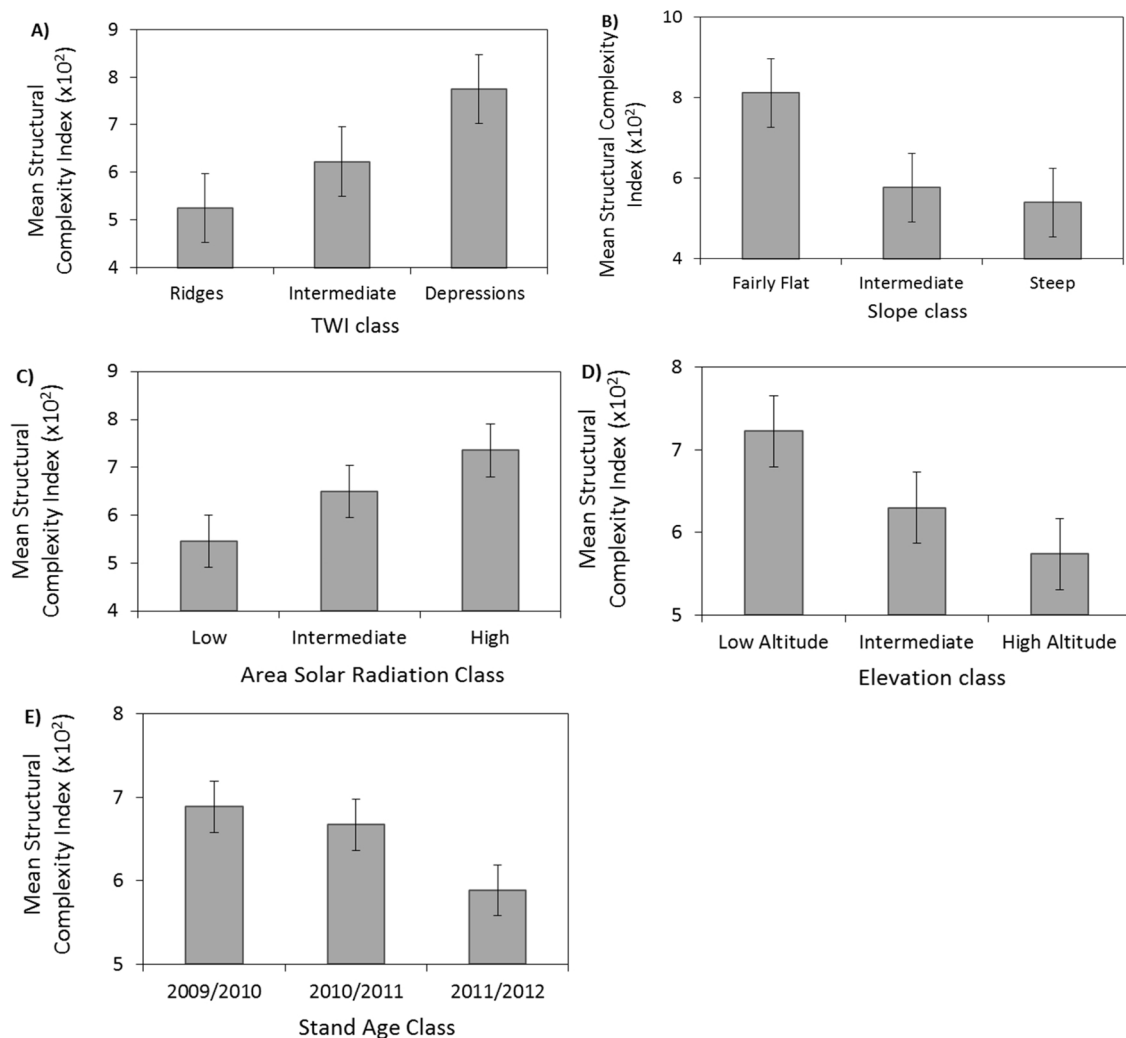 A)
Mean Structural
Complexity Index (x10²)
9
8
7
6
5
4
Ridges Intermediate Depressions
TWI class
B)
Mean Structural Complexity
Index (x10²)
10
8
6
4
Fairly Flat Intermediate Steep
Slope class
C)
Mean Structural
Complexity Index (x10²)
9
8
7
6
5
4
Low Intermediate High
Area Solar Radiation Class
D)
Mean Structural
Complexity Index (x10²)
8
7
6
5
Low Altitude Intermediate High Altitude
Elevation class
E)
Mean Structural
Complexity Index (x10²)
8
7
6
5
2009/2010 2010/2011 2011/2012
Stand Age Class